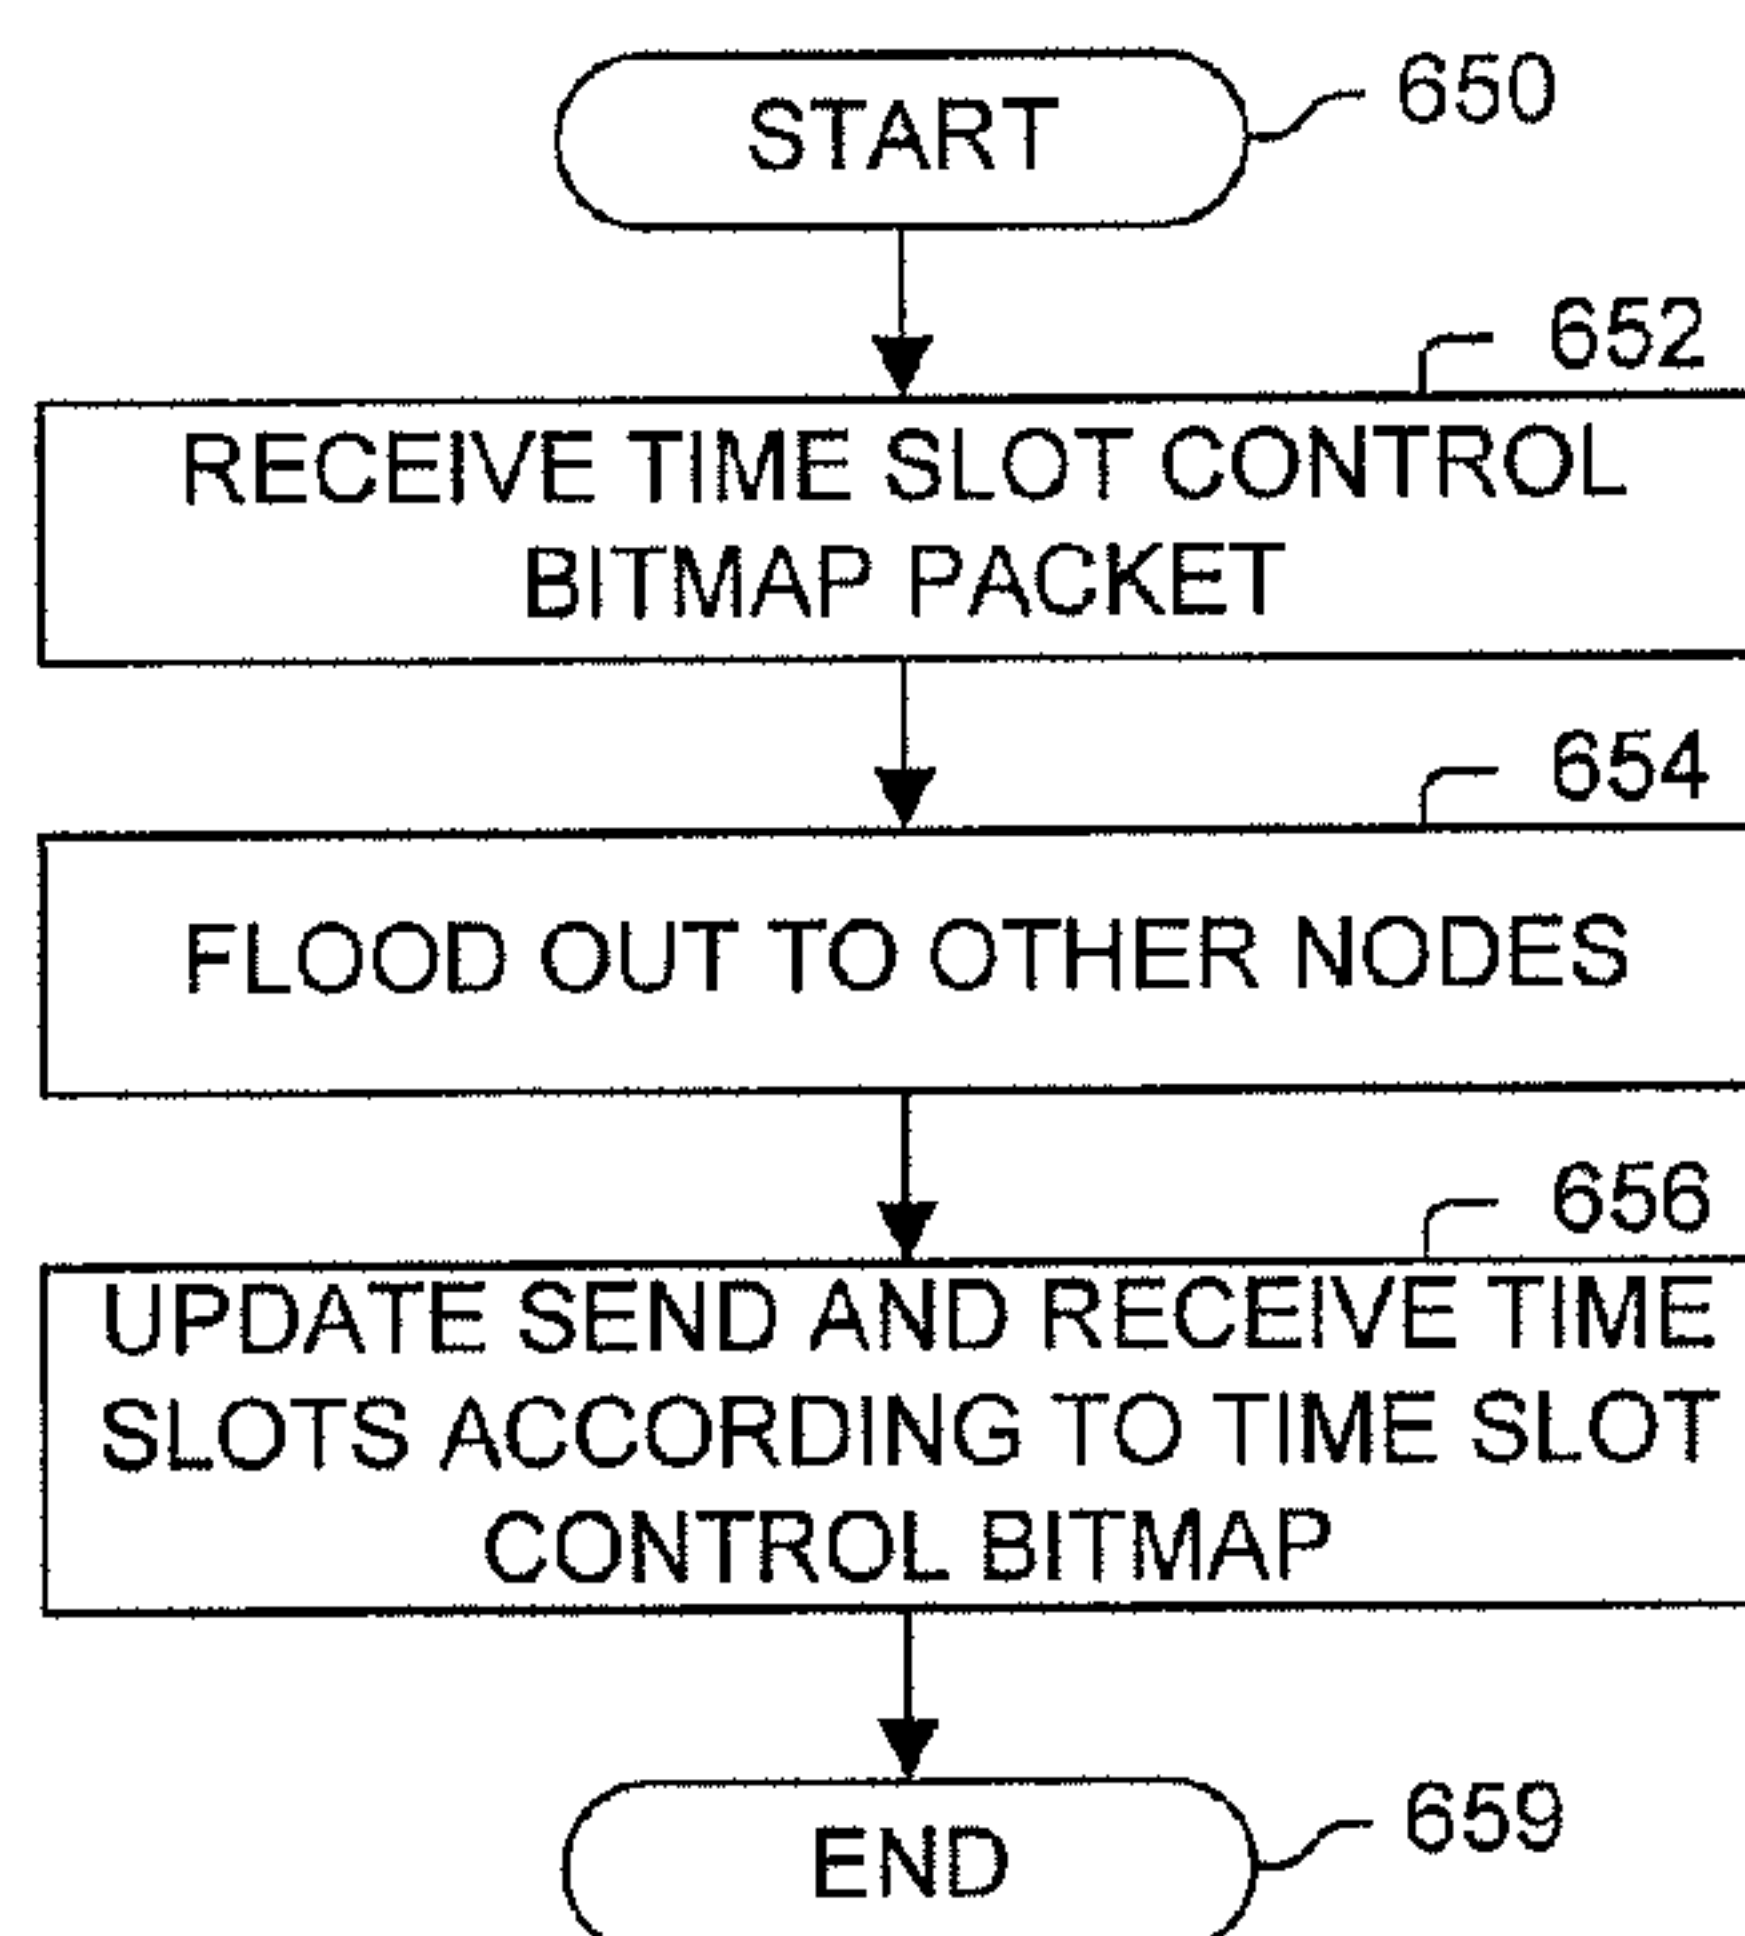 START
650
652
RECEIVE TIME SLOT CONTROL
BITMAP PACKET
654
FLOOD OUT TO OTHER NODES
656
UPDATE SEND AND RECEIVE TIME
SLOTS ACCORDING TO TIME SLOT
CONTROL BITMAP
END
659